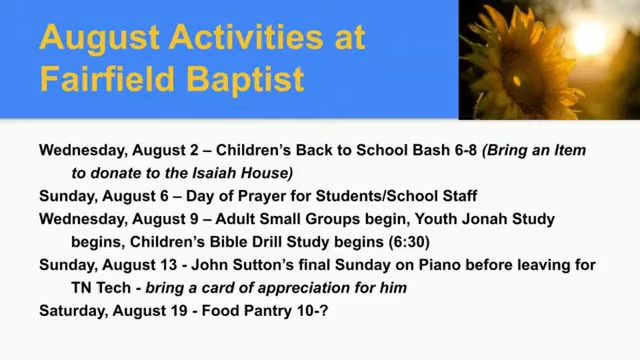 August Activities at
Fairfield Baptist
Wednesday, August 2 – Children’s Back to School Bash 6-8 (Bring an Item
to donate to the Isaiah House)
Sunday, August 6 – Day of Prayer for Students/School Staff
Wednesday, August 9 – Adult Small Groups begin, Youth Jonah Study
begins, Children’s Bible Drill Study begins (6:30)
Sunday, August 13 - John Sutton’s final Sunday on Piano before leaving for
TN Tech - bring a card of appreciation for him
Saturday, August 19 - Food Pantry 10-?